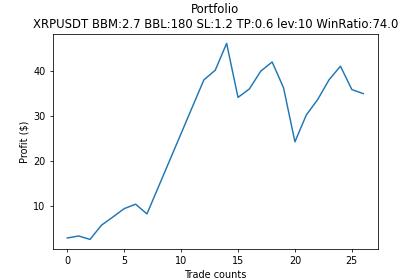 Portfolio
XRPUSDT BBM:2.7 BBL:180 SL:1.2 TP:0.6 lev:10 WinRatio:74.0
40
30
20
10
Profit ($)
0 5 10 15 20 25
Trade counts